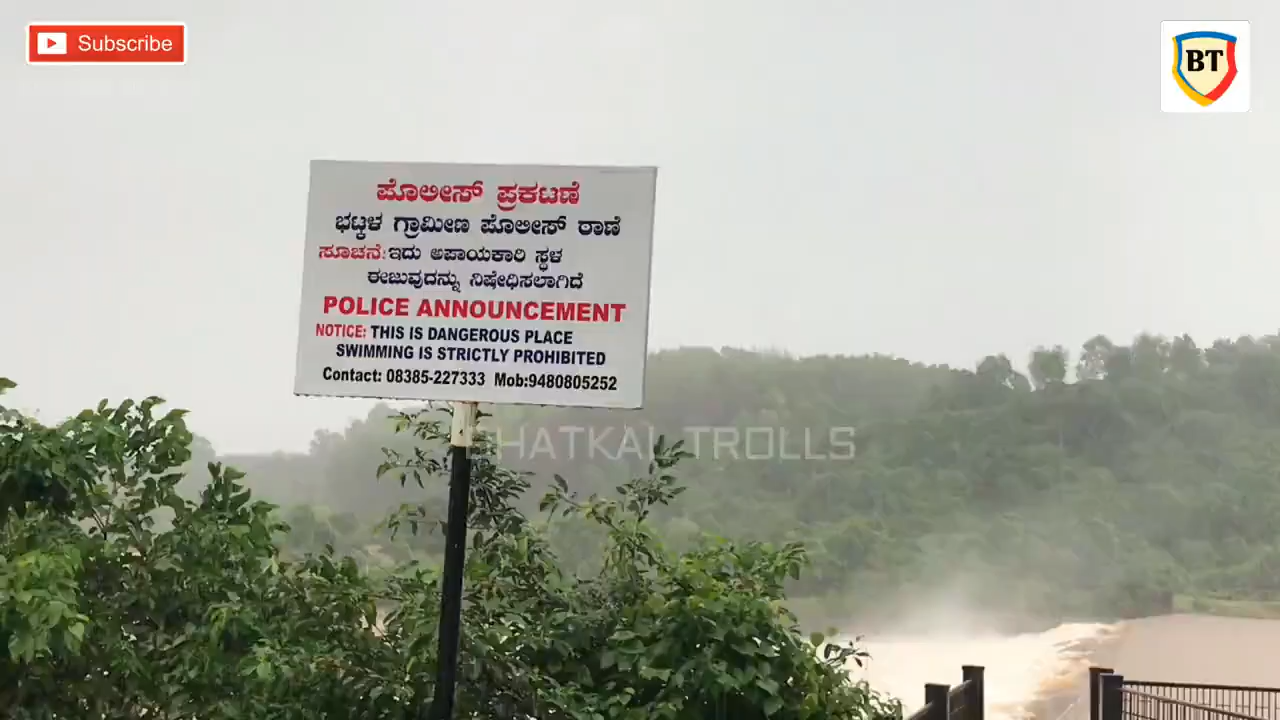 Subscribe
BT
ಪೊಲೀಸ್ ಪ್ರಕಟಣೆ
ಭಟ್ಕಳ ಗ್ರಾಮೀಣ ಪೊಲೀಸ್ ಠಾಣೆ
ಸೂಚನೆ: ಇದು ಅಪಾಯಕಾರಿ ಸ್ಥಳ
ಈಜುವುದನ್ನು ನಿಷೇಧಿಸಲಾಗಿದೆ
POLICE ANNOUNCEMENT
NOTICE: THIS IS DANGEROUS PLACE
SWIMMING IS STRICTLY PROHIBITED
Contact: 08385-227333 Mob:9480805252
BHATKAL TROLLS